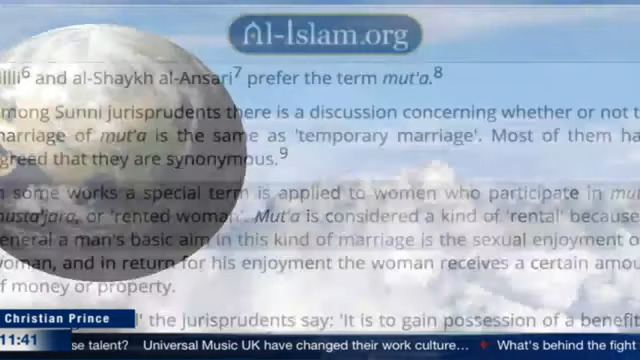 Al-Islam.org
and al-Shaykh al-Ansari7 prefer the term mut'a.8
mong Sunni jurisprudents there is a discussion concerning whether or not t
marriage of mut'a is the same as 'temporary marriage'. Most of them ha
greed that they are synonymous.9
n some works a special term is applied to women who participate in mu
musta'jara, or 'rented woman'. Mut'a is considered a kind of 'rental' because
general a man's basic aim in this kind of marriage is the sexual enjoyment o
woman, and in return for his enjoyment the woman receives a certain amou
f money or property.
the jurisprudents say: 'It is to gain possession of a benefit
Christian Prince
11:41
se talent? Universal Music UK have changed their work culture... ♦ What's behind the fight